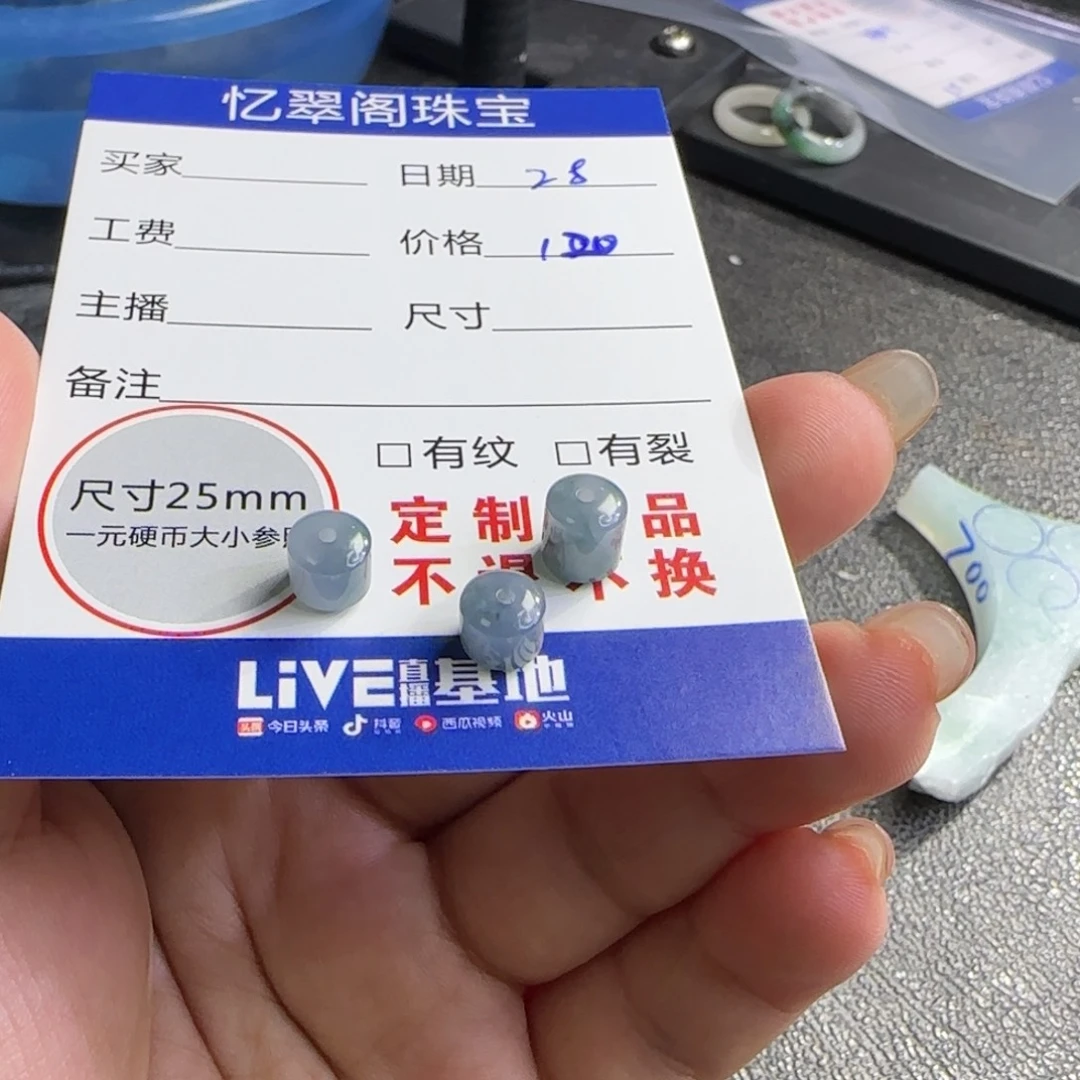 忆翠阁珠宝
买家 日期 28
工费 价格 100
主播 尺寸
备注
□有纹 □有裂
尺寸25mm
一元硬币大小参
定制 品
不退不换
LiVE直播基地
今日头条 抖音 西瓜视频 火山
700